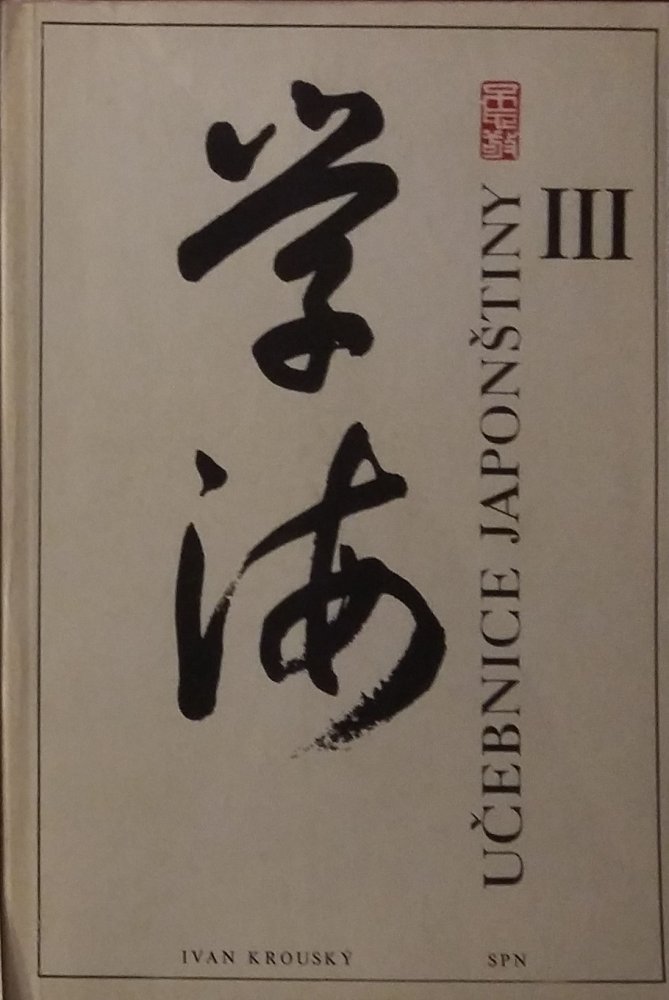 学海
UČEBNICE JAPONŠTINY
III
IVAN KROUSKÝ
SPN